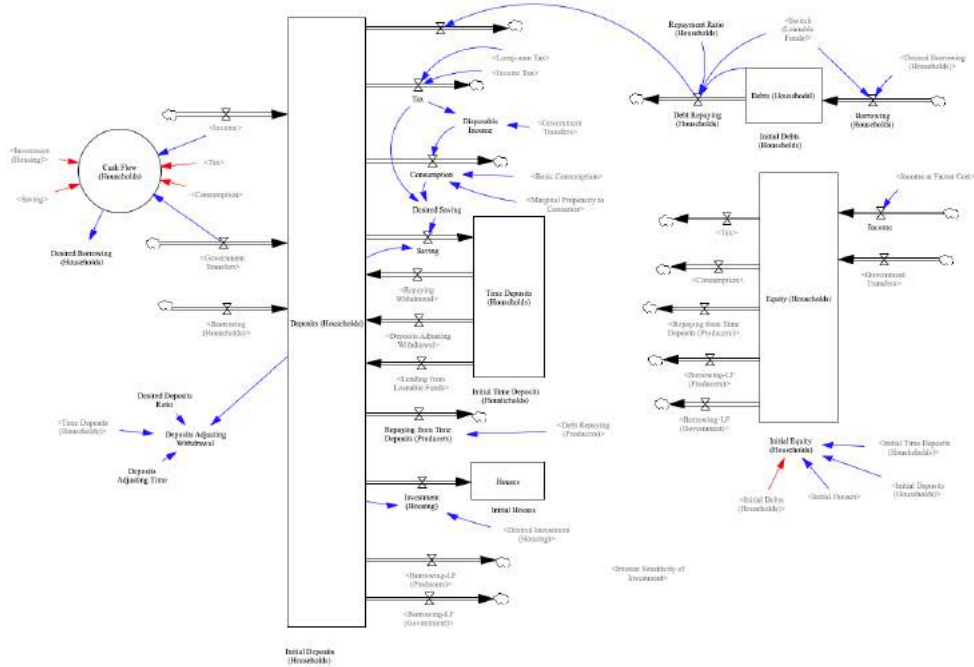 Repayment Ratio
(Households)
<Switch
(Loanable
Funds)>
<Desired Borrowing
(Households)>
<Lump-sum Tax>
<Income Tax>
Tax
Debts (Household)
Debt Repaying
(Households)
Borrowing
(Households)
Initial Debts
(Households)
Disposable
Income
<Government
Transfers>
<Income>
<Investment
(Housing)>
Cash Flow
(Households)
<Tax>
<Saving>
<Consumption>
Consumption
<Basic Consumption>
<Marginal Propensity to
Consume>
Desired Saving
Saving
Desired Borrowing
(Households)
<Government
Transfers>
<Borrowing
(Households)>
Deposits (Households)
<Repaying
Withdrawal>
Time Deposits
(Households)
<Deposits Adjusting
Withdrawal>
<Lending from
Loanable Funds>
Initial Time Deposits
(Households)
<Income at Factor Cost>
<Tax>
Income
<Consumption>
<Government
Transfers>
Equity (Households)
<Repaying from Time
Deposits (Producers)>
<Borrowing-LF
(Producers)>
<Borrowing-LF
(Government)>
Desired Deposits
Ratio
<Time Deposits
(Households)>
Deposits Adjusting
Withdrawal
Deposits
Adjusting Time
Repaying from Time
Deposits (Producers)
<Debt Repaying
(Producers)>
Initial Equity
(Households)
<Initial Time Deposits
(Households)>
<Initial Debts
(Households)>
<Initial Houses>
<Initial Deposits
(Households)>
Houses
Investment
(Housing)
Initial Houses
<Desired Investment
(Housing)>
<Borrowing-LF
(Producers)>
<Interest Sensitivity of
Investment>
<Borrowing-LF
(Government)>
Initial Deposits
(Households)